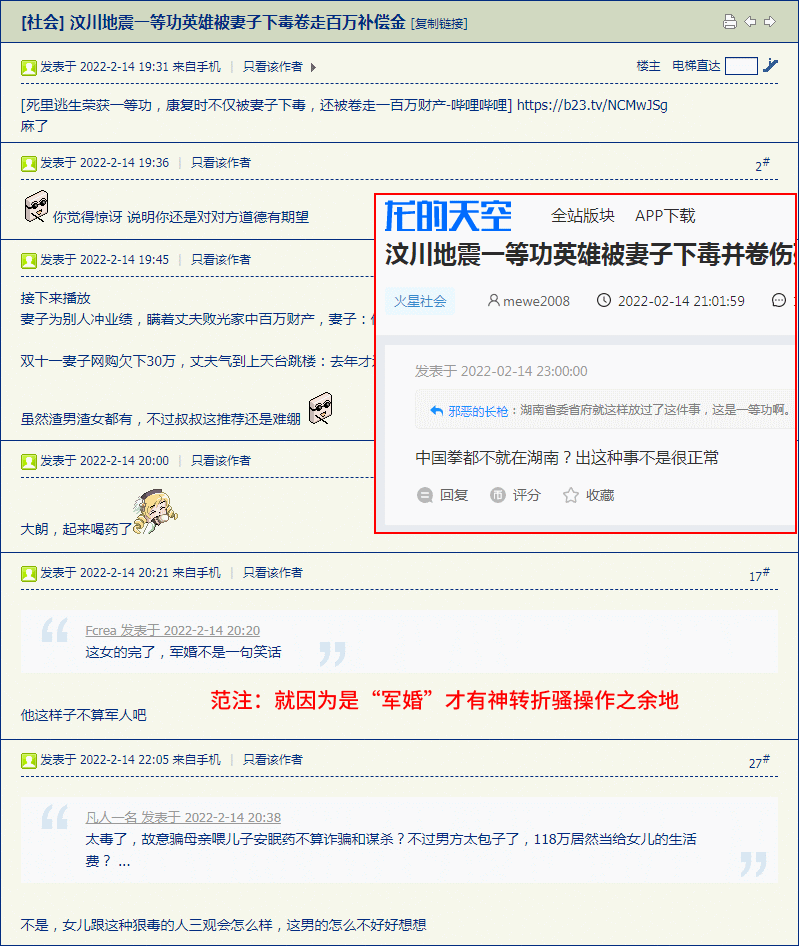 [社会] 汶川地震一等功英雄被妻子下毒卷走百万补偿金 [复制链接]
发表于 2022-2-14 19:31 来自手机 | 只看该作者
楼主 电梯直达
[死里逃生荣获一等功，康复时不仅被妻子下毒，还被卷走一百万财产-哔哩哔哩] https://b23.tv/NCMwJSg
麻了
发表于 2022-2-14 19:36 | 只看该作者
2#
你觉得惊讶 说明你还是对对方道德有期望
发表于 2022-2-14 19:45 | 只看该作者
接下来播放
妻子为别人冲业绩，瞒着丈夫败光家中百万财产，妻子：
双十一妻子网购欠下30万，丈夫气到上天台跳楼：去年才
虽然渣男渣女都有，不过叔叔这推荐还是难绷
发表于 2022-2-14 20:00 | 只看该作者
大朗，起来喝药了
龙的天空
全站版块 APP下载
汶川地震一等功英雄被妻子下毒并卷伤
火星社会
mewe2008
2022-02-14 21:01:59
发表于 2022-02-14 23:00:00
邪恶的长枪：湖南省委省府就这样放过了这件事，这是一等功啊。
中国拳都不就在湖南？出这种事不是很正常
回复 评分 收藏
发表于 2022-2-14 20:21 来自手机 | 只看该作者
17#
Fcrea 发表于 2022-2-14 20:20
这女的完了，军婚不是一句笑话
范注：就因为是“军婚”才有神转折骚操作之余地
他这样子不算军人吧
发表于 2022-2-14 22:05 来自手机 | 只看该作者
27#
凡人一名 发表于 2022-2-14 20:38
太毒了，故意骗母亲喂儿子安眠药不算诈骗和谋杀？不过男方太包子了，118万居然当给女儿的生活
费？ ...
不是，女儿跟这种狠毒的人三观会怎么样，这男的怎么不好好想想